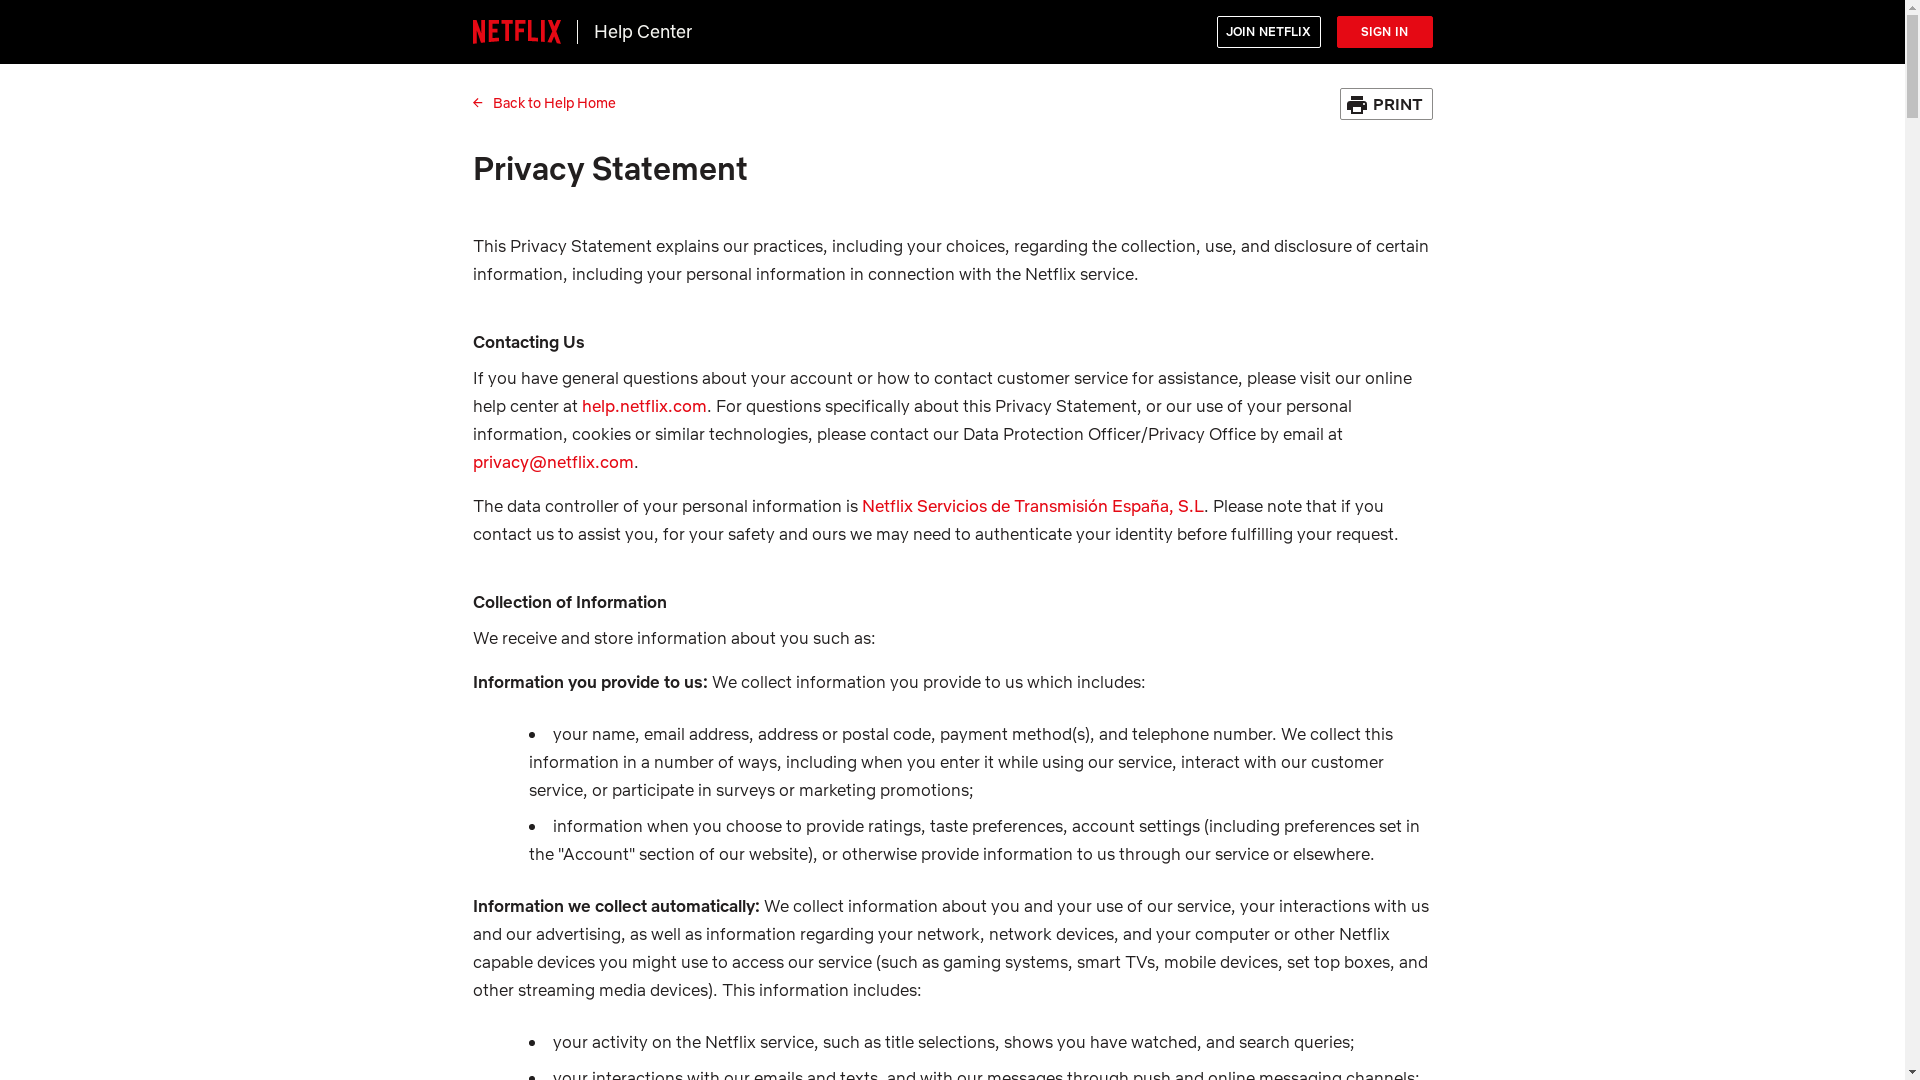 NETFLIX Help Center JOIN NETFLIX SIGN IN
Back to Help Home PRINT
Privacy Statement
This Privacy Statement explains our practices, including your choices, regarding the collection, use, and disclosure of certain
information, including your personal information in connection with the Netflix service.
Contacting Us
If you have general questions about your account or how to contact customer service for assistance, please visit our online
help center at help.netflix.com. For questions specifically about this Privacy Statement, or our use of your personal
information, cookies or similar technologies, please contact our Data Protection Officer/Privacy Office by email at
privacy@netflix.com.
The data controller of your personal information is Netflix Servicios de Transmisión España, S.L. Please note that if you
contact us to assist you, for your safety and ours we may need to authenticate your identity before fulfilling your request.
Collection of Information
We receive and store information about you such as:
Information you provide to us: We collect information you provide to us which includes:
• your name, email address, address or postal code, payment method(s), and telephone number. We collect this
information in a number of ways, including when you enter it while using our service, interact with our customer
service, or participate in surveys or marketing promotions;
• information when you choose to provide ratings, taste preferences, account settings (including preferences set in
the "Account" section of our website), or otherwise provide information to us through our service or elsewhere.
Information we collect automatically: We collect information about you and your use of our service, your interactions with us
and our advertising, as well as information regarding your network, network devices, and your computer or other Netflix
capable devices you might use to access our service (such as gaming systems, smart TVs, mobile devices, set top boxes, and
other streaming media devices). This information includes:
• your activity on the Netflix service, such as title selections, shows you have watched, and search queries;
• your interactions with our emails and texts, and with our messages through push and online messaging channels;